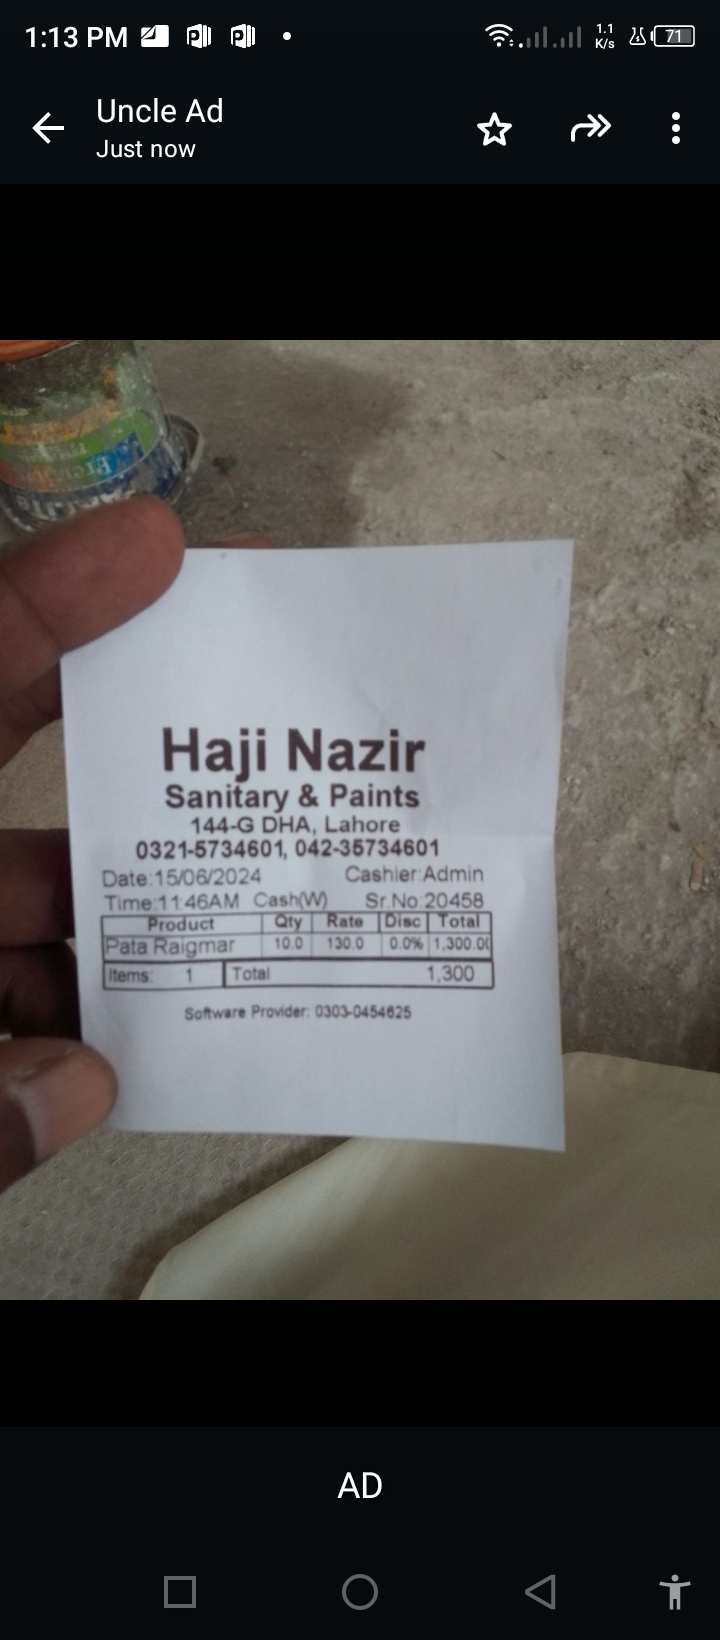 1:13 PM
1.1 K/s
71
Uncle Ad
Just now
Haji Nazir
Sanitary & Paints
144-G DHA, Lahore
0321-5734601, 042-35734601
Date:15/06/2024 Cashier:Admin
Time:11:46AM Cash(W) Sr.No:20458
Product Qty Rate Disc Total
Pata Raigmar 10.0 130.0 0.0% 1,300.00
Items: 1 Total 1,300
Software Provider: 0303-0454625
AD